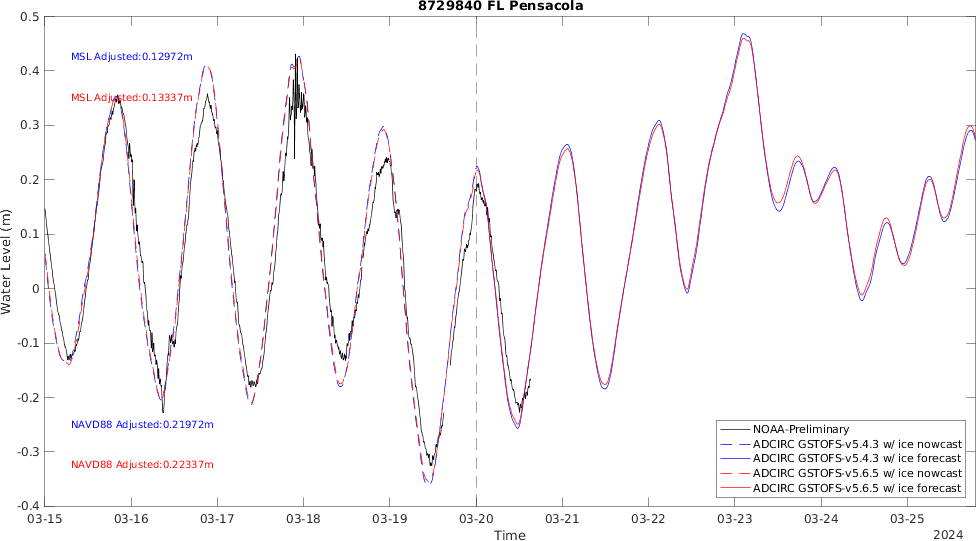 8729840 FL Pensacola
0.5
0.4
0.3
0.2
0.1
0
-0.1
-0.2
-0.3
-0.4
Water Level (m)
MSL Adjusted:0.12972m
MSL Adjusted:0.13337m
NAVD88 Adjusted:0.21972m
NAVD88 Adjusted:0.22337m
NOAA-Preliminary
ADCIRC GSTOFS-v5.4.3 w/ ice nowcast
ADCIRC GSTOFS-v5.4.3 w/ ice forecast
ADCIRC GSTOFS-v5.6.5 w/ ice nowcast
ADCIRC GSTOFS-v5.6.5 w/ ice forecast
03-15 03-16 03-17 03-18 03-19 03-20 03-21 03-22 03-23 03-24 03-25
Time
2024